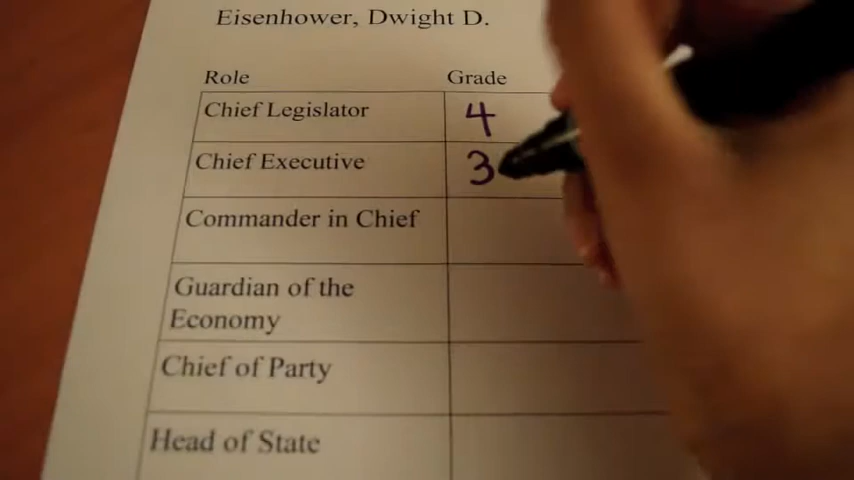 Eisenhower, Dwight D.
Role Grade
Chief Legislator 4
Chief Executive 3
Commander in Chief
Guardian of the
Economy
Chief of Party
Head of State